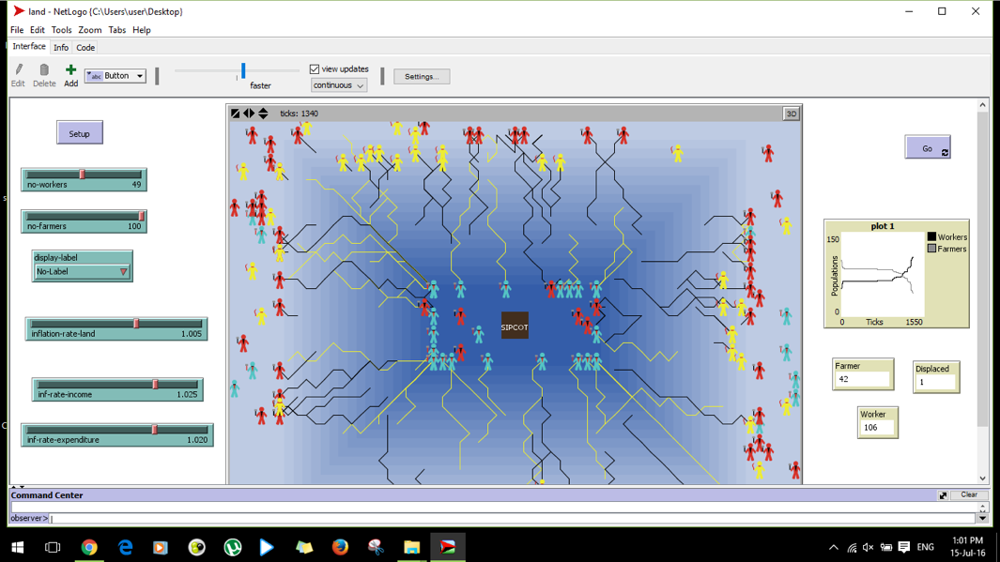 land - NetLogo {C:\Users\user\Desktop}
File Edit Tools Zoom Tabs Help
Interface Info Code
Edit Delete Add
abc Button
faster
view updates
continuous
Settings...
ticks: 1340
3D
Setup
Go
no-workers 49
no-farmers 100
display-label
No-Label
inflation-rate-land 1.005
inf-rate-income 1.025
inf-rate-expenditure 1.020
SIPCOT
plot 1
150
Populations
0
0 Ticks 1550
Workers
Farmers
Farmer
42
Displaced
1
Worker
106
Command Center
Clear
observer>
ENG
1:01 PM
15-Jul-16